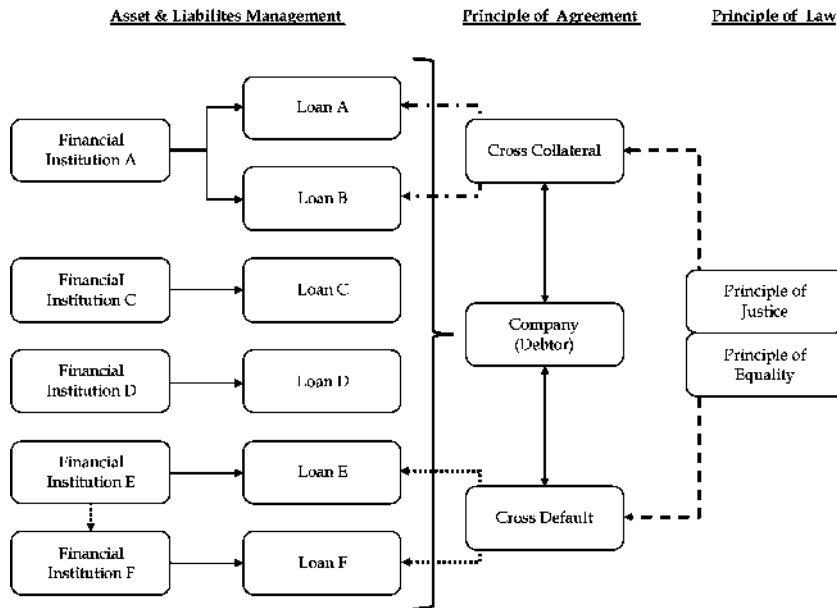 Asset & Liabilites Management
Principle of Agreement
Principle of Law
Financial
Institution A
Loan A
Loan B
Cross Collateral
Financial
Institution C
Loan C
Company
(Debtor)
Principle of
Justice
Principle of
Equality
Financial
Institution D
Loan D
Financial
Institution E
Loan E
Cross Default
Financial
Institution F
Loan F